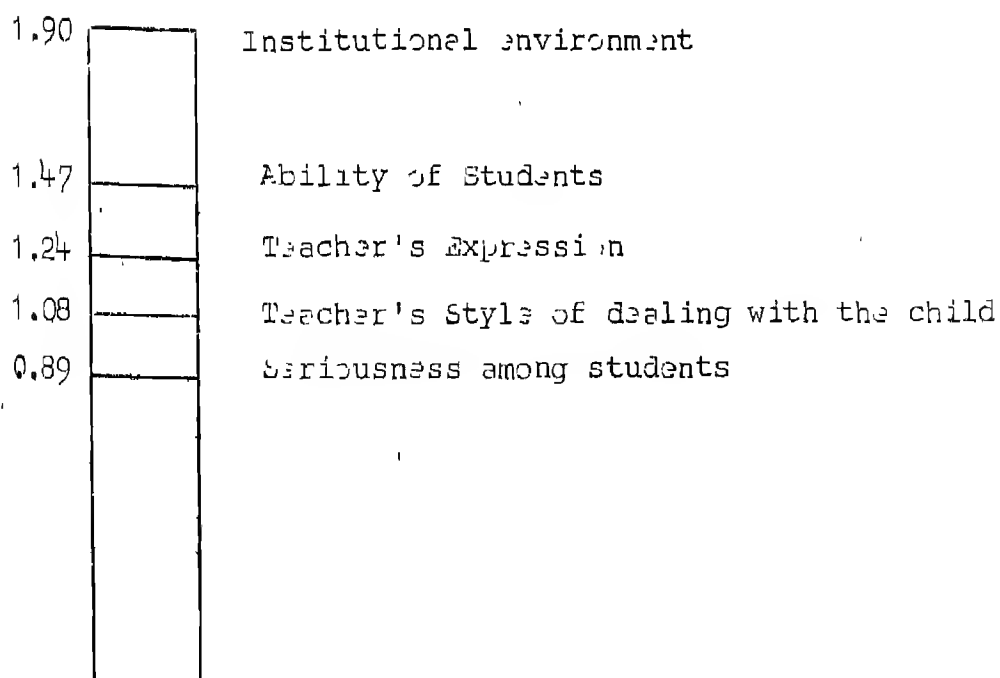 1.90 Institutional environment
1.47 Ability of Students
1.24 Teacher's Expression
1.08 Teacher's Style of dealing with the child
0.89 Seriousness among students